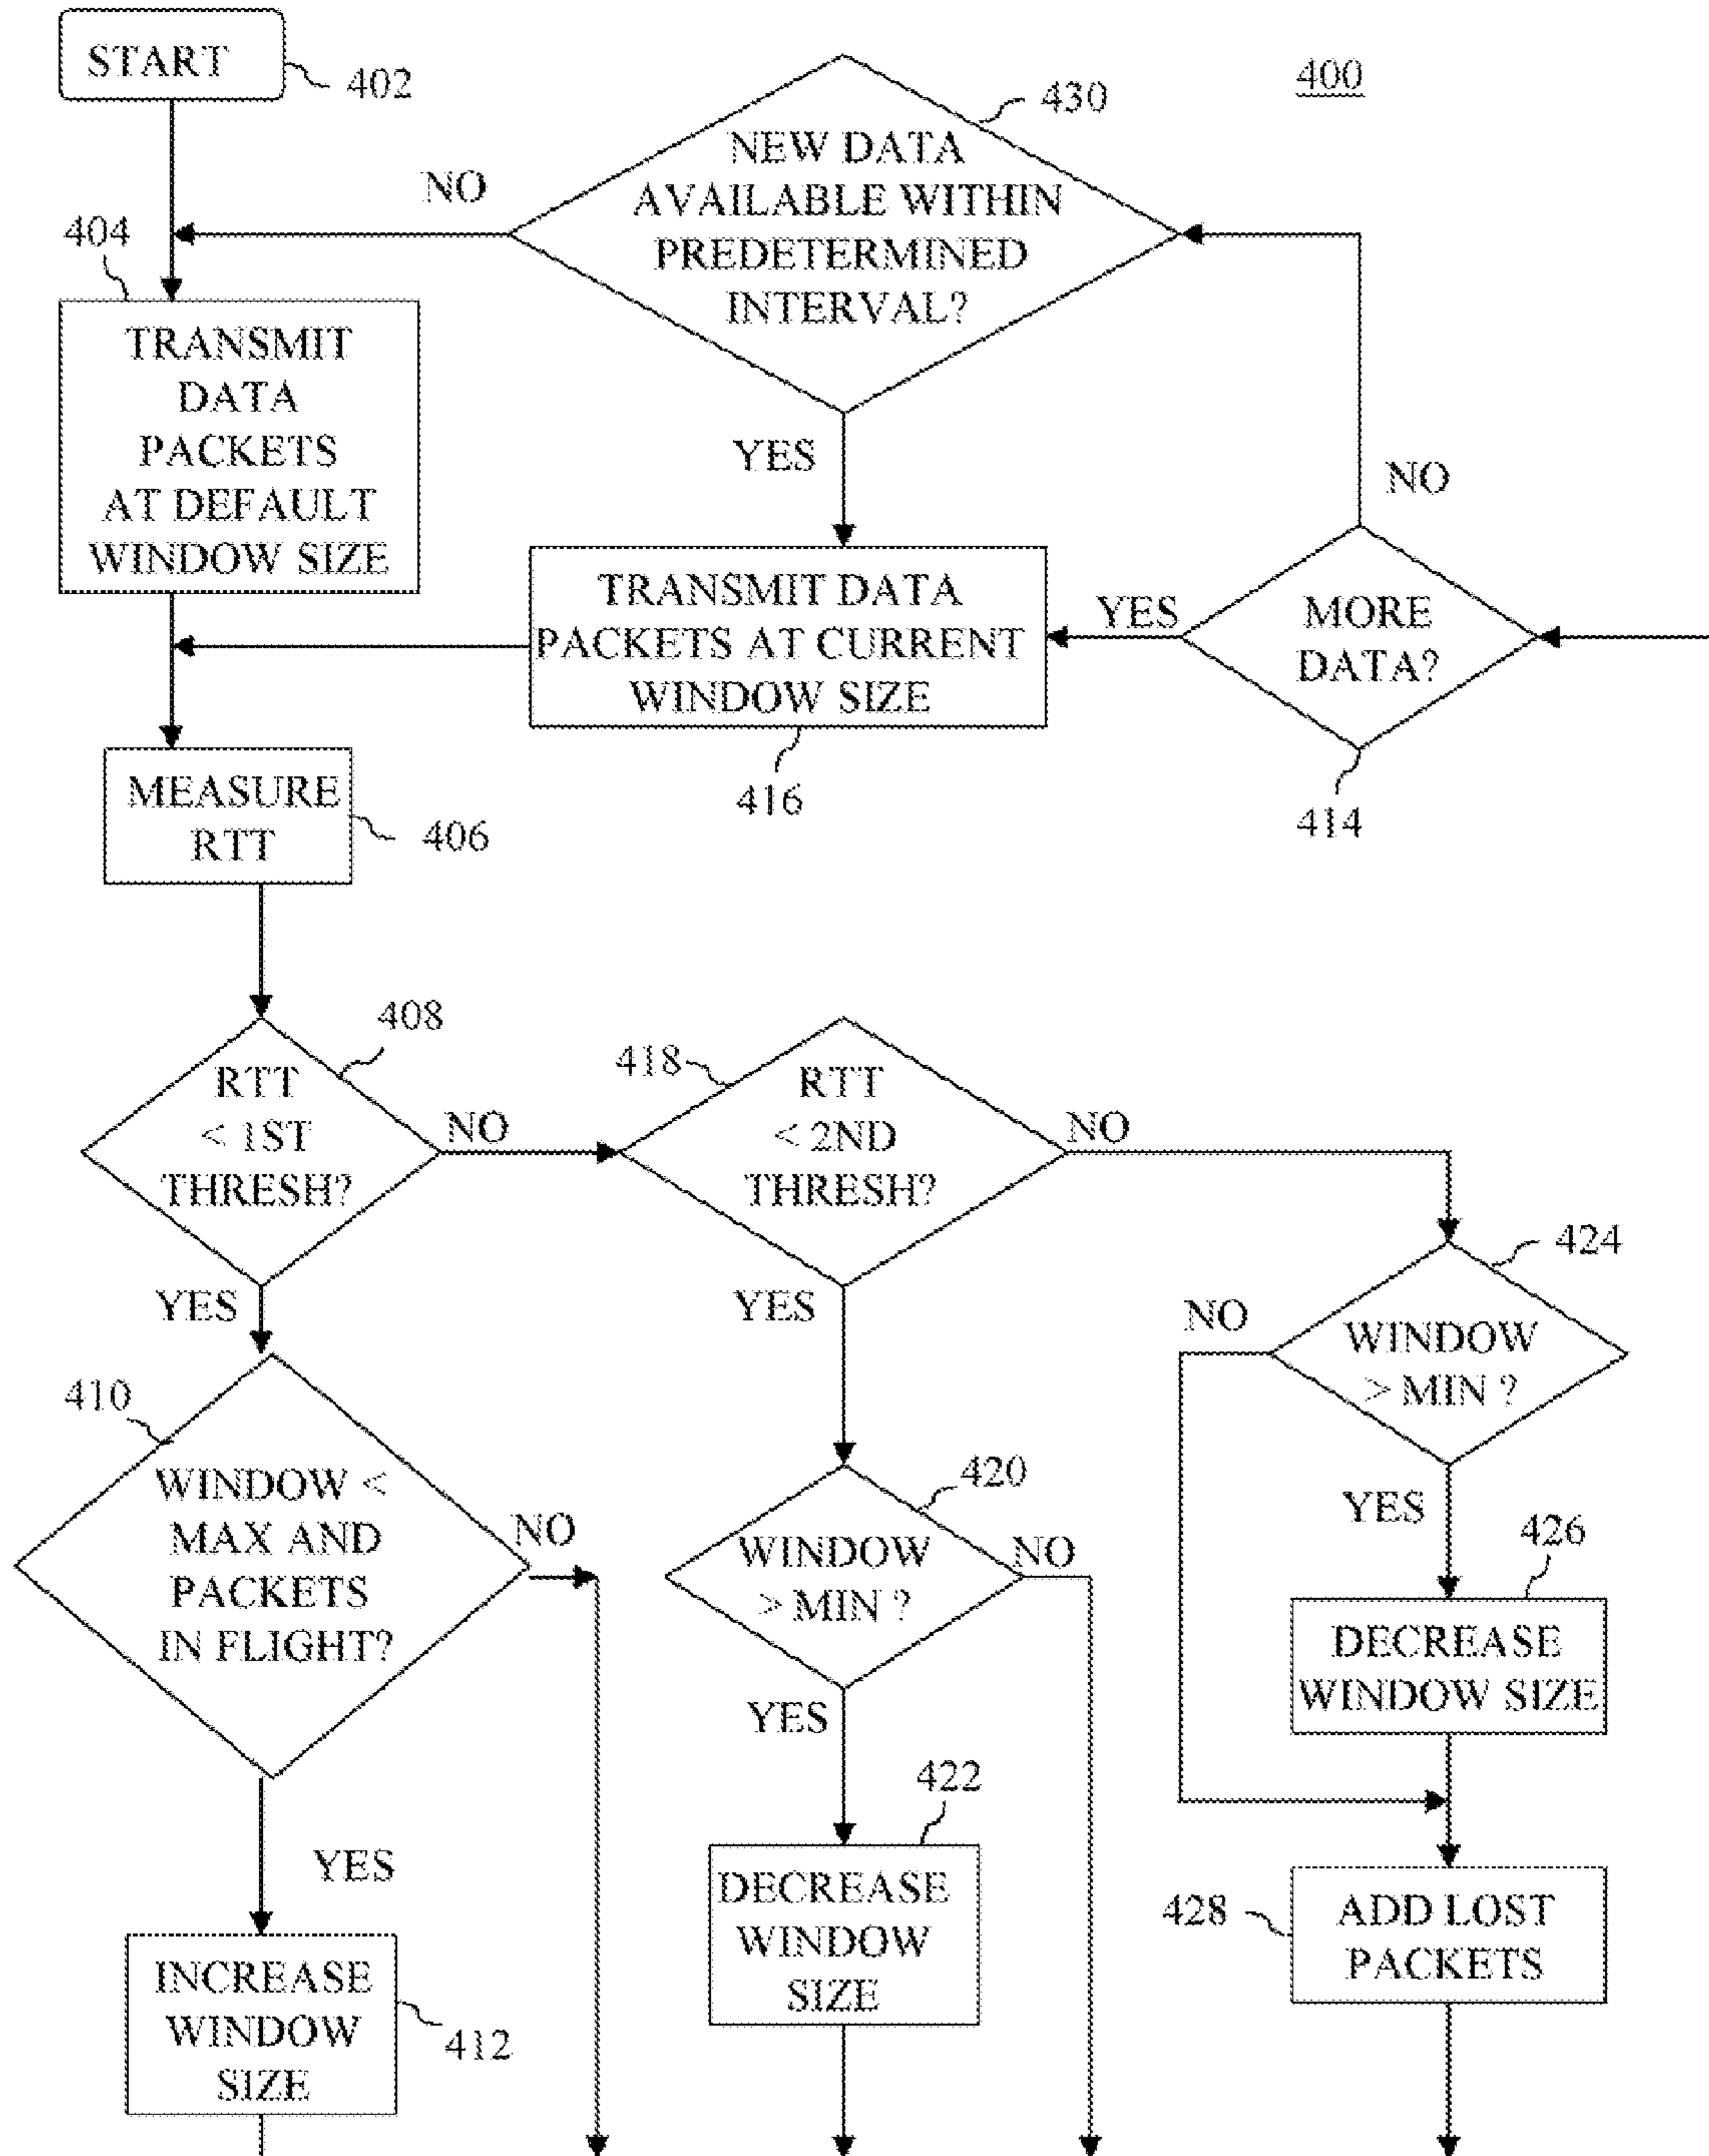 START
402
400
430
NEW DATA
AVAILABLE WITHIN
PREDETERMINED
INTERVAL?
NO
YES
404
TRANSMIT
DATA
PACKETS
AT DEFAULT
WINDOW SIZE
TRANSMIT DATA
PACKETS AT CURRENT
WINDOW SIZE
416
YES
NO
MORE
DATA?
414
MEASURE
RTT
406
408
RTT
< 1ST
THRESH?
NO
YES
418
RTT
< 2ND
THRESH?
NO
YES
424
WINDOW
> MIN ?
NO
YES
410
WINDOW <
MAX AND
PACKETS
IN FLIGHT?
NO
YES
420
WINDOW
> MIN ?
NO
YES
426
DECREASE
WINDOW SIZE
422
DECREASE
WINDOW
SIZE
428
ADD LOST
PACKETS
INCREASE
WINDOW
SIZE
412